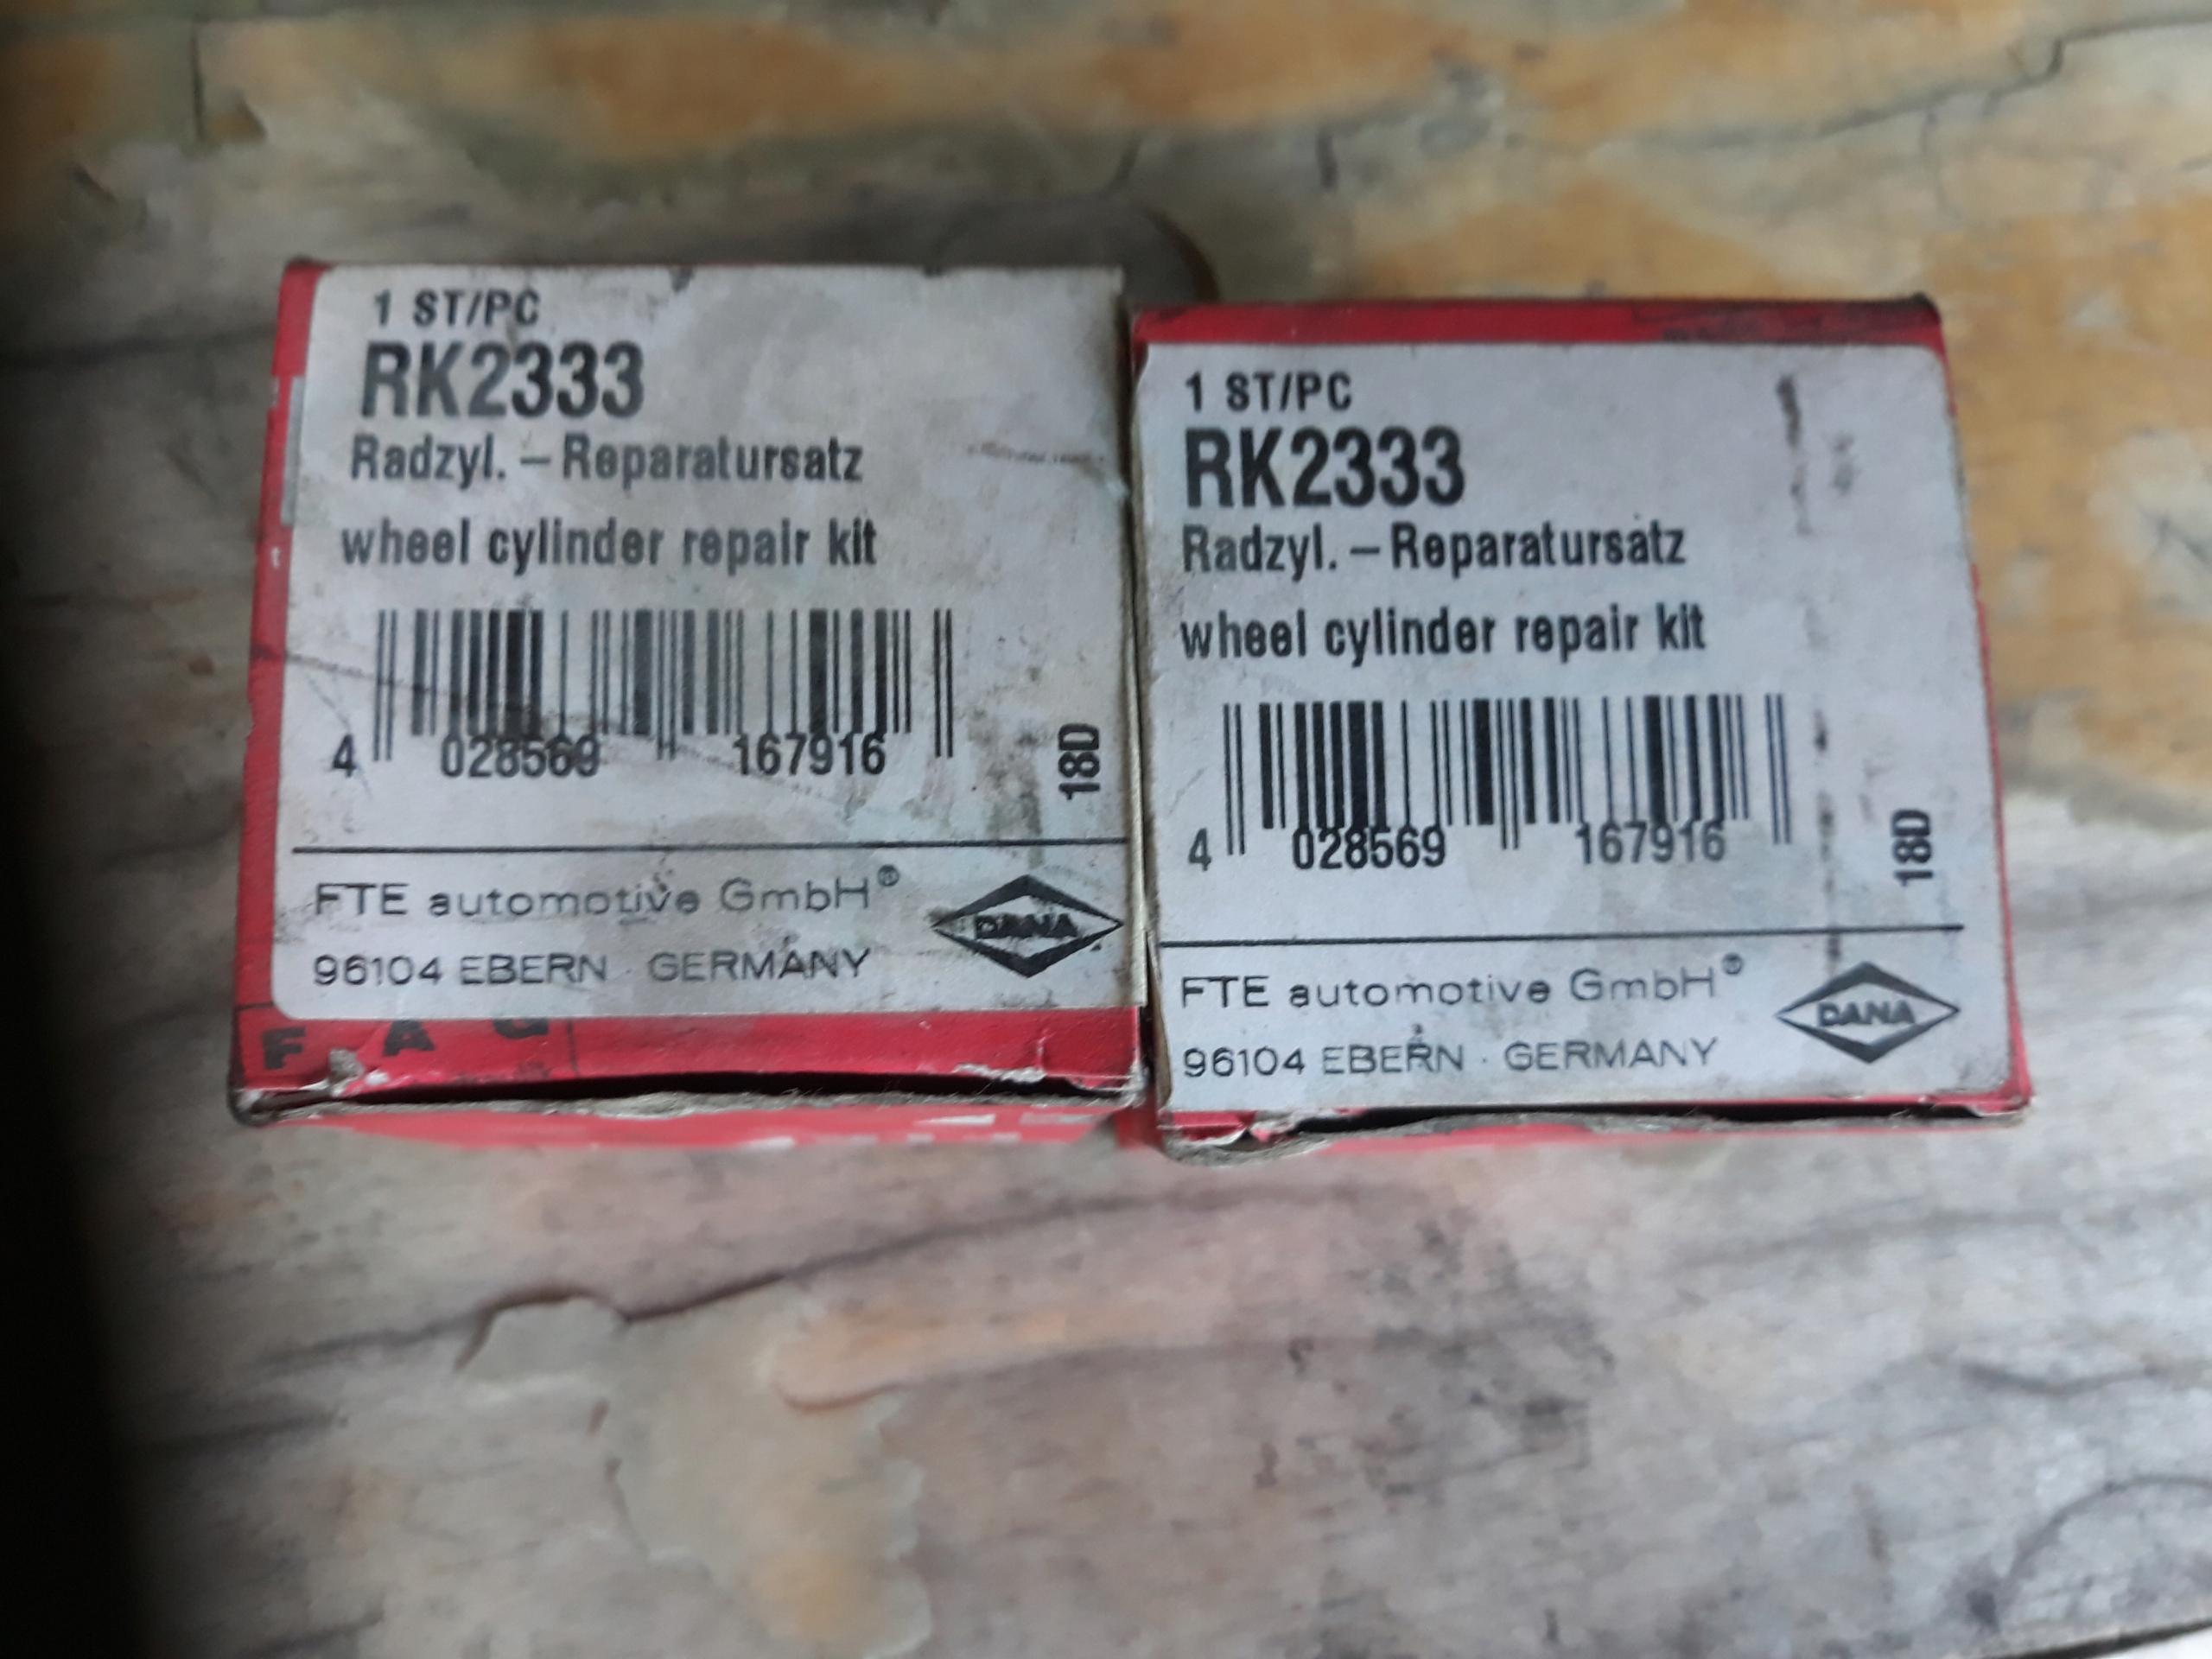 1 ST/PC
RK2333
Radzyl. – Reparatursatz
wheel cylinder repair kit
4 028569 167916
18D
FTE automotive GmbH®
96104 EBERN · GERMANY
DANA
F A G
1 ST/PC
RK2333
Radzyl. – Reparatursatz
wheel cylinder repair kit
4 028569 167916
18D
FTE automotive GmbH®
96104 EBERN · GERMANY
DANA